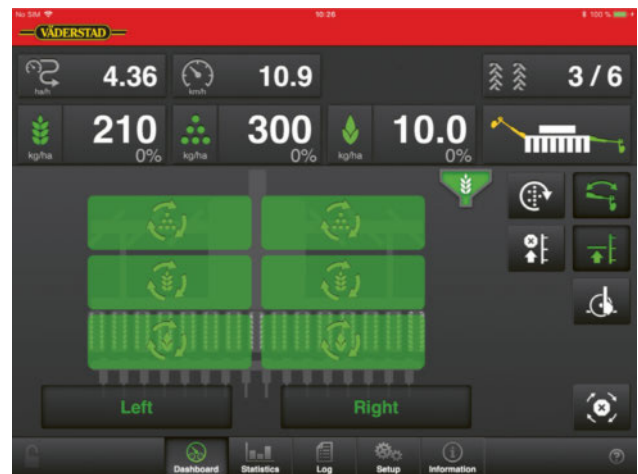 No SIM 10:26 100 %
VÄDERSTAD
4.36 10.9 3 / 6
ha/h km/h
210 300 10.0
kg/ha 0% kg/ha 0% kg/ha 0%
Left Right
Dashboard Statistics Log Setup Information